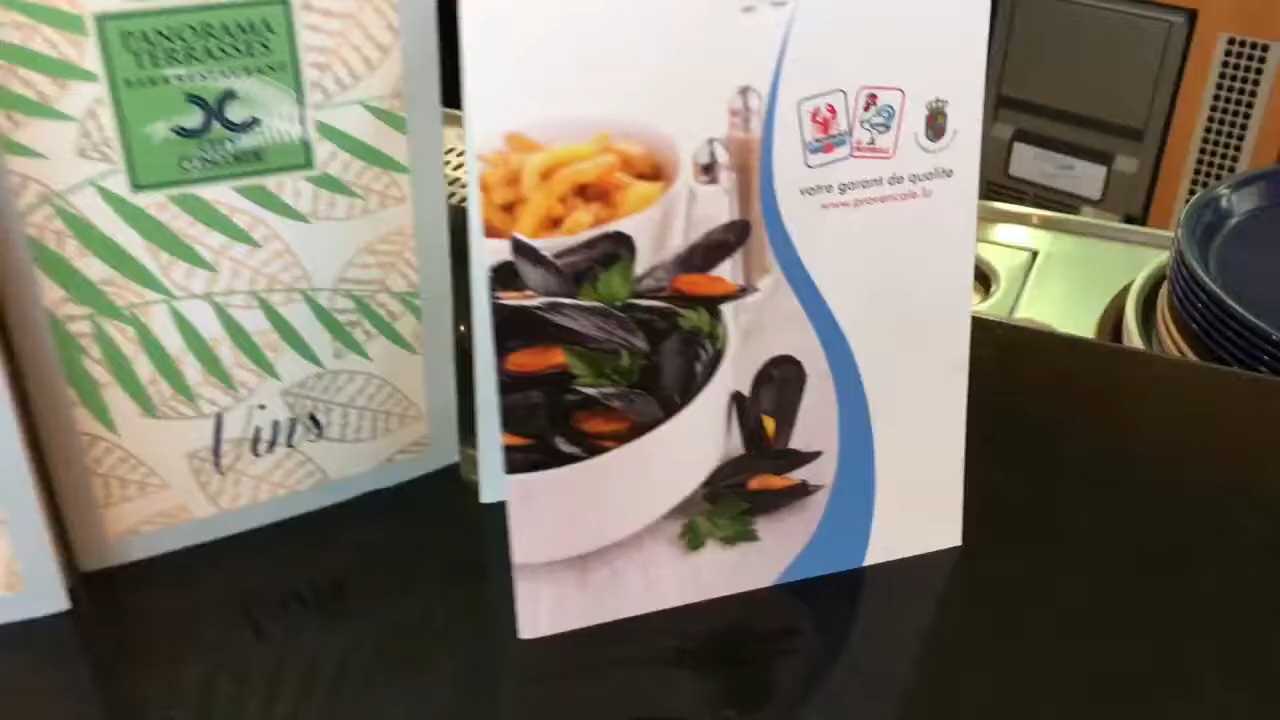 PANORAMA
TERRASSES
BAR RESTAURANT
Vins
votre garant de qualité
www.provencale.lu